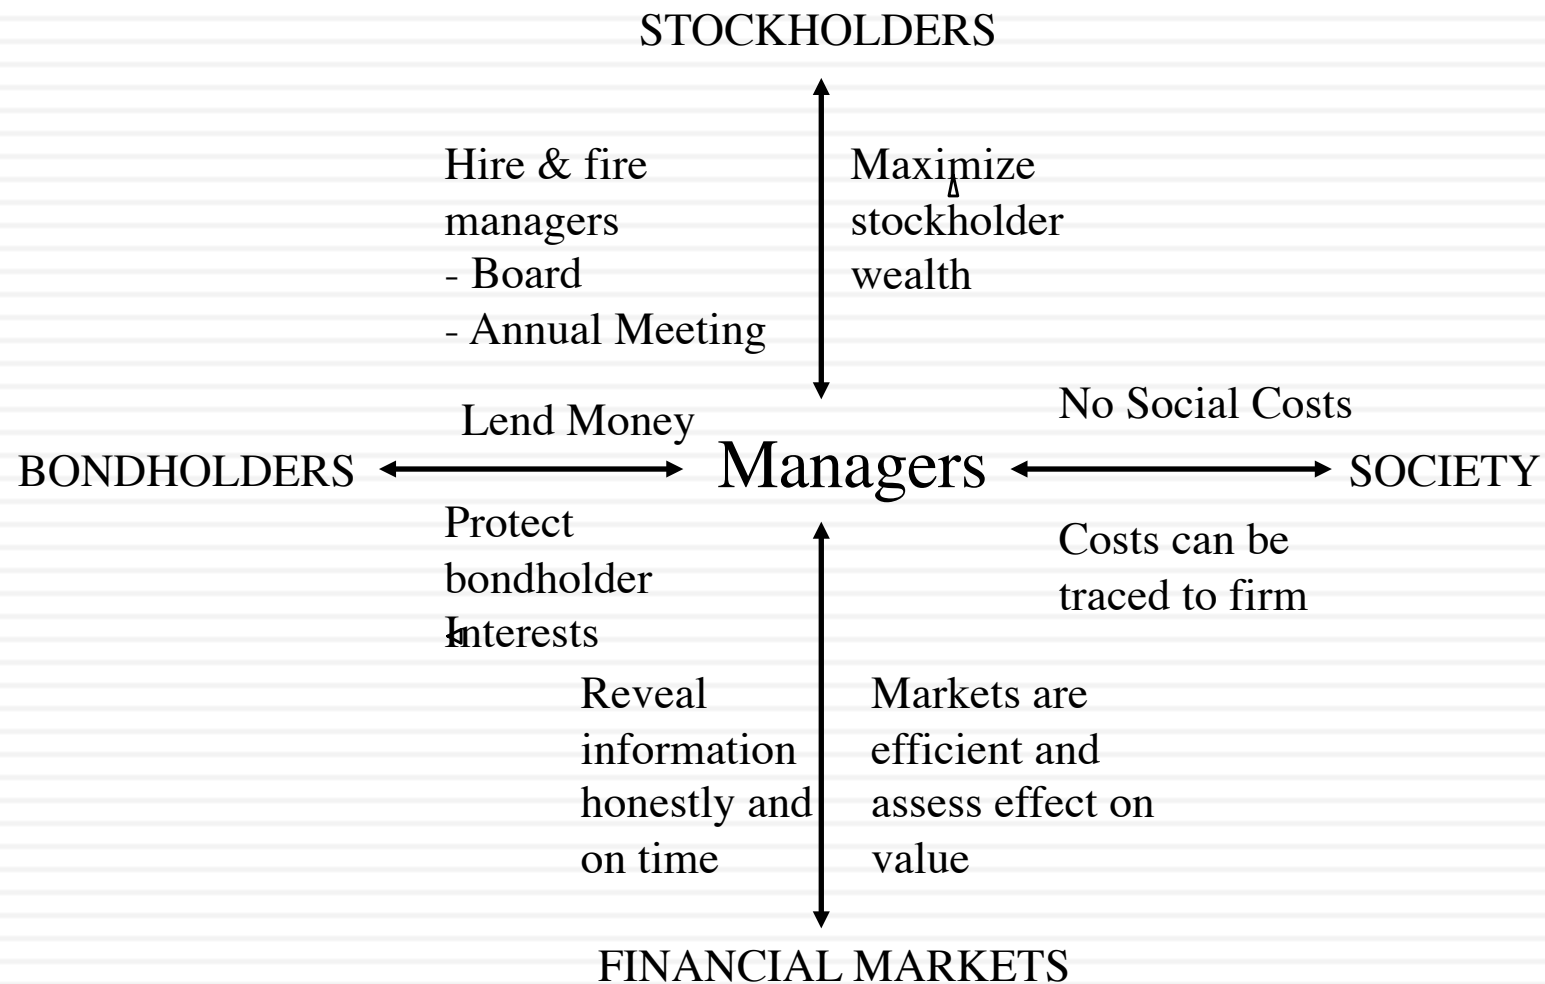 STOCKHOLDERS
Hire & fire
managers
- Board
- Annual Meeting
Maximize
stockholder
wealth
Lend Money
No Social Costs
BONDHOLDERS
Managers
SOCIETY
Protect
bondholder
Interests
Costs can be
traced to firm
Reveal
information
honestly and
on time
Markets are
efficient and
assess effect on
value
FINANCIAL MARKETS